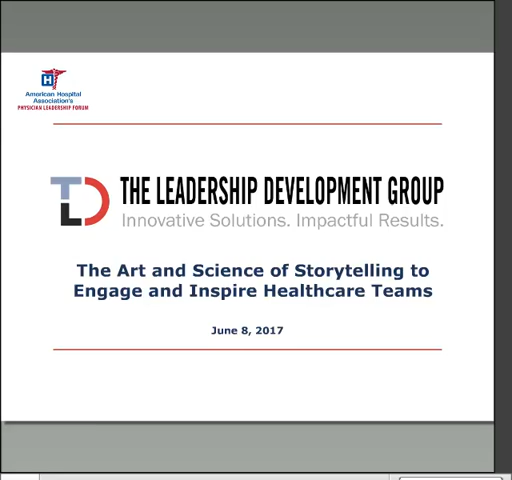 H
American Hospital
Association's
PHYSICIAN LEADERSHIP FORUM
TLD
THE LEADERSHIP DEVELOPMENT GROUP
Innovative Solutions. Impactful Results.
The Art and Science of Storytelling to
Engage and Inspire Healthcare Teams
June 8, 2017